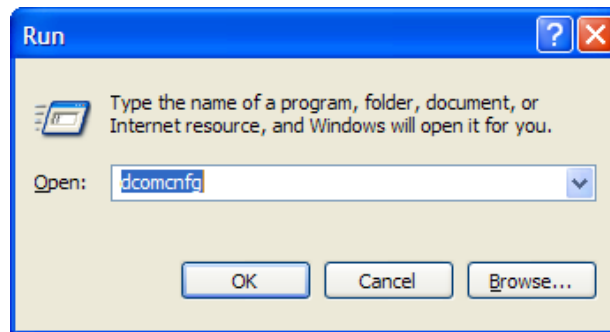 Run
Type the name of a program, folder, document, or
Internet resource, and Windows will open it for you.
Open: dcomcnfg
OK Cancel Browse...